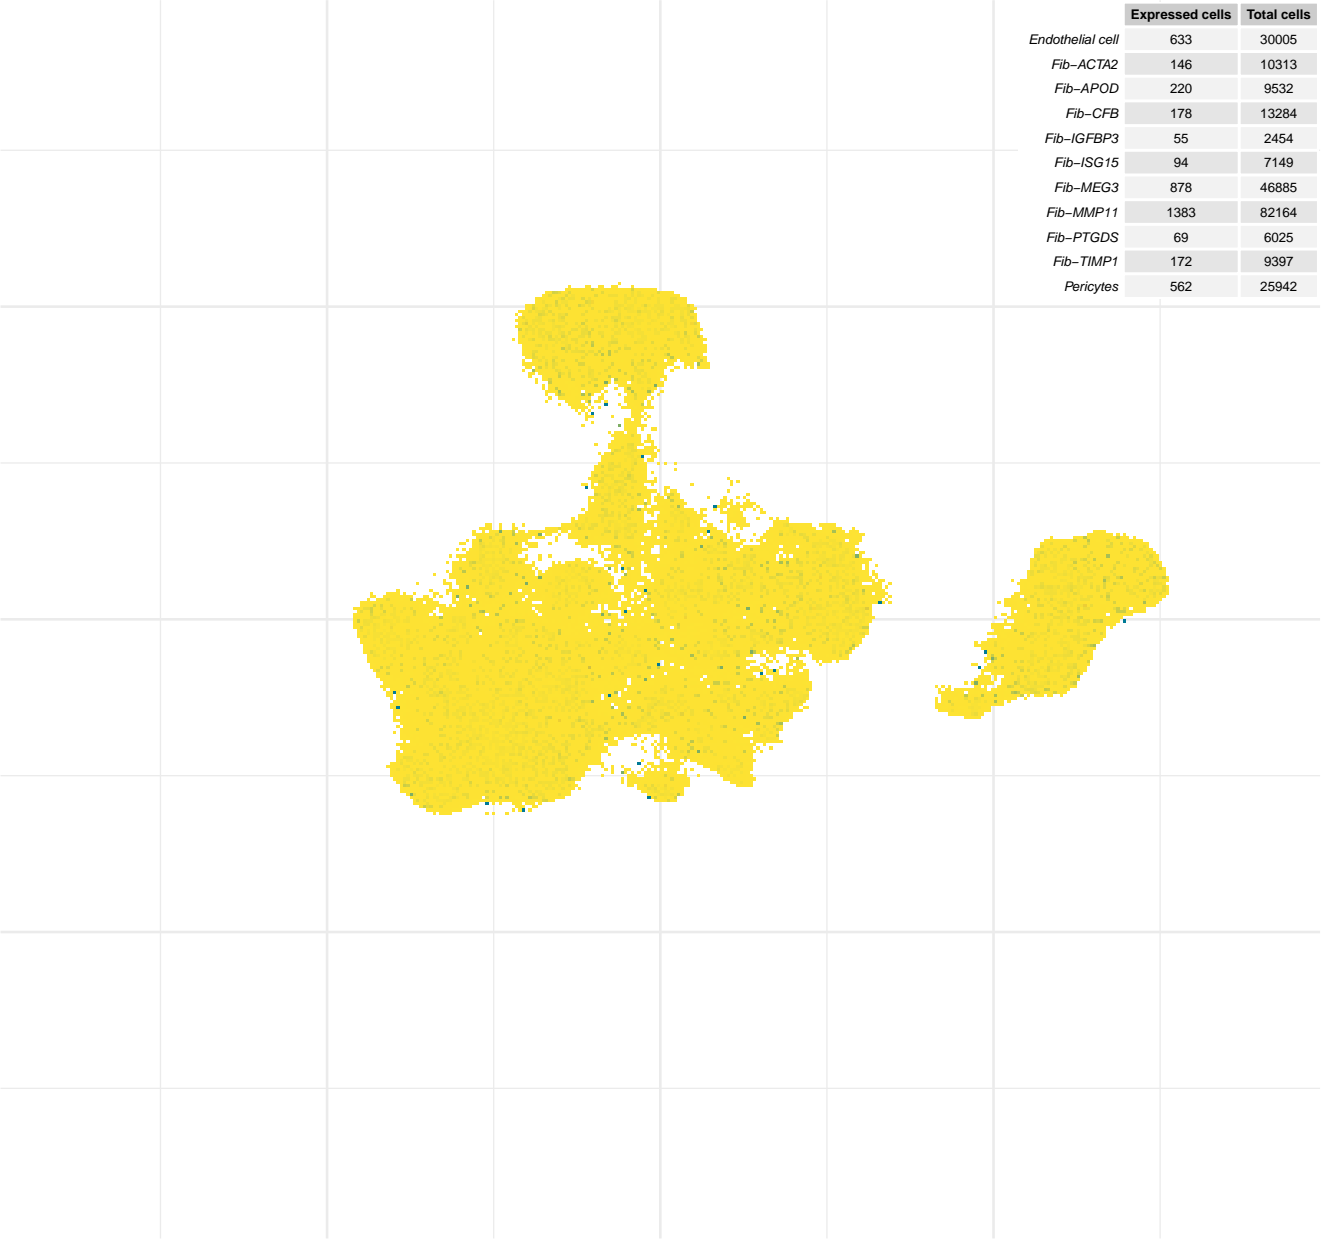 Expressed cells Total cells
Endothelial cell 633 30005
Fib−ACTA2 146 10313
Fib−APOD 220 9532
Fib−CFB 178 13284
Fib−IGFBP3 55 2454
Fib−ISG15 94 7149
Fib−MEG3 878 46885
Fib−MMP11 1383 82164
Fib−PTGDS 69 6025
Fib−TIMP1 172 9397
Pericytes 562 25942